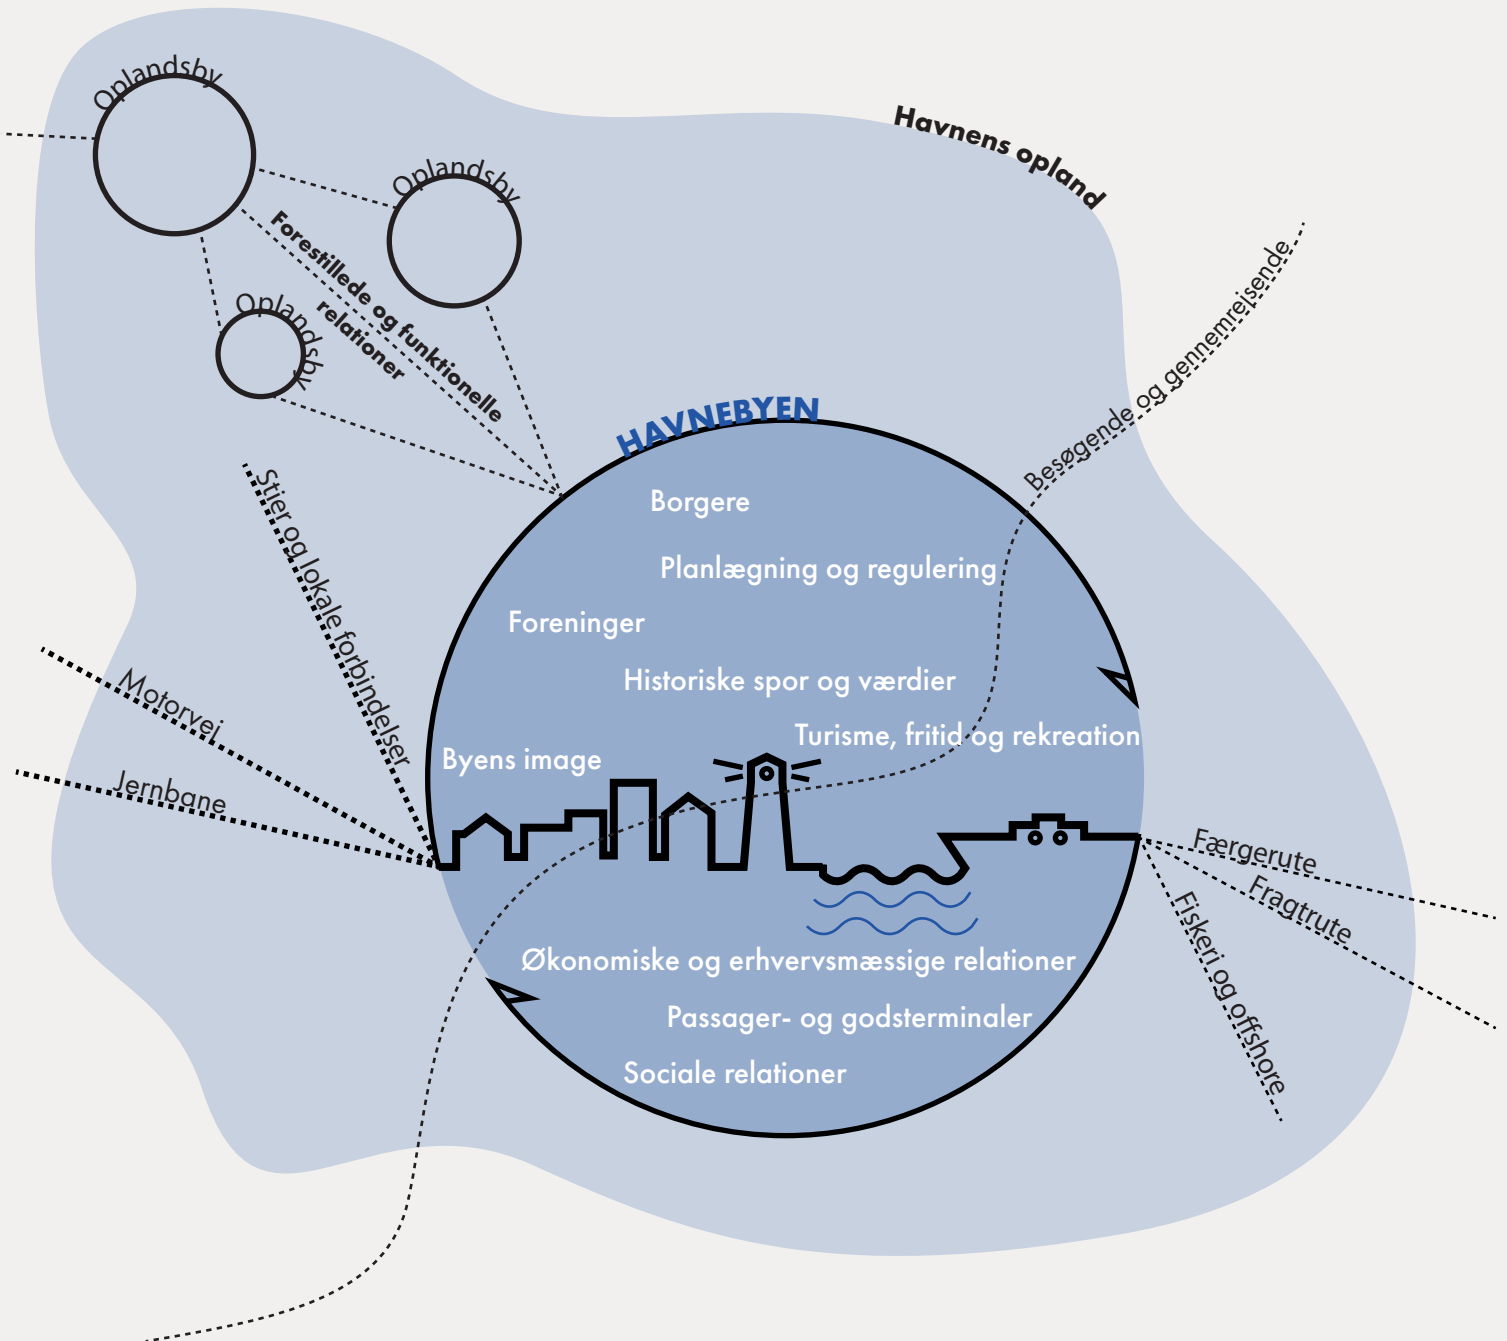 Oplandsby
Oplandsby
Oplandsby
Havnens opland
Forestillede og funktionelle
relationer
Besøgende og gennemrejsende
HAVNEBYEN
Stier og lokale forbindelser
Motorvej
Jernbane
Borgere
Planlægning og regulering
Foreninger
Historiske spor og værdier
Turisme, fritid og rekreation
Byens image
Færgerute
Fragtrute
Fiskeri og offshore
Økonomiske og erhvervsmæssige relationer
Passager- og godsterminaler
Sociale relationer